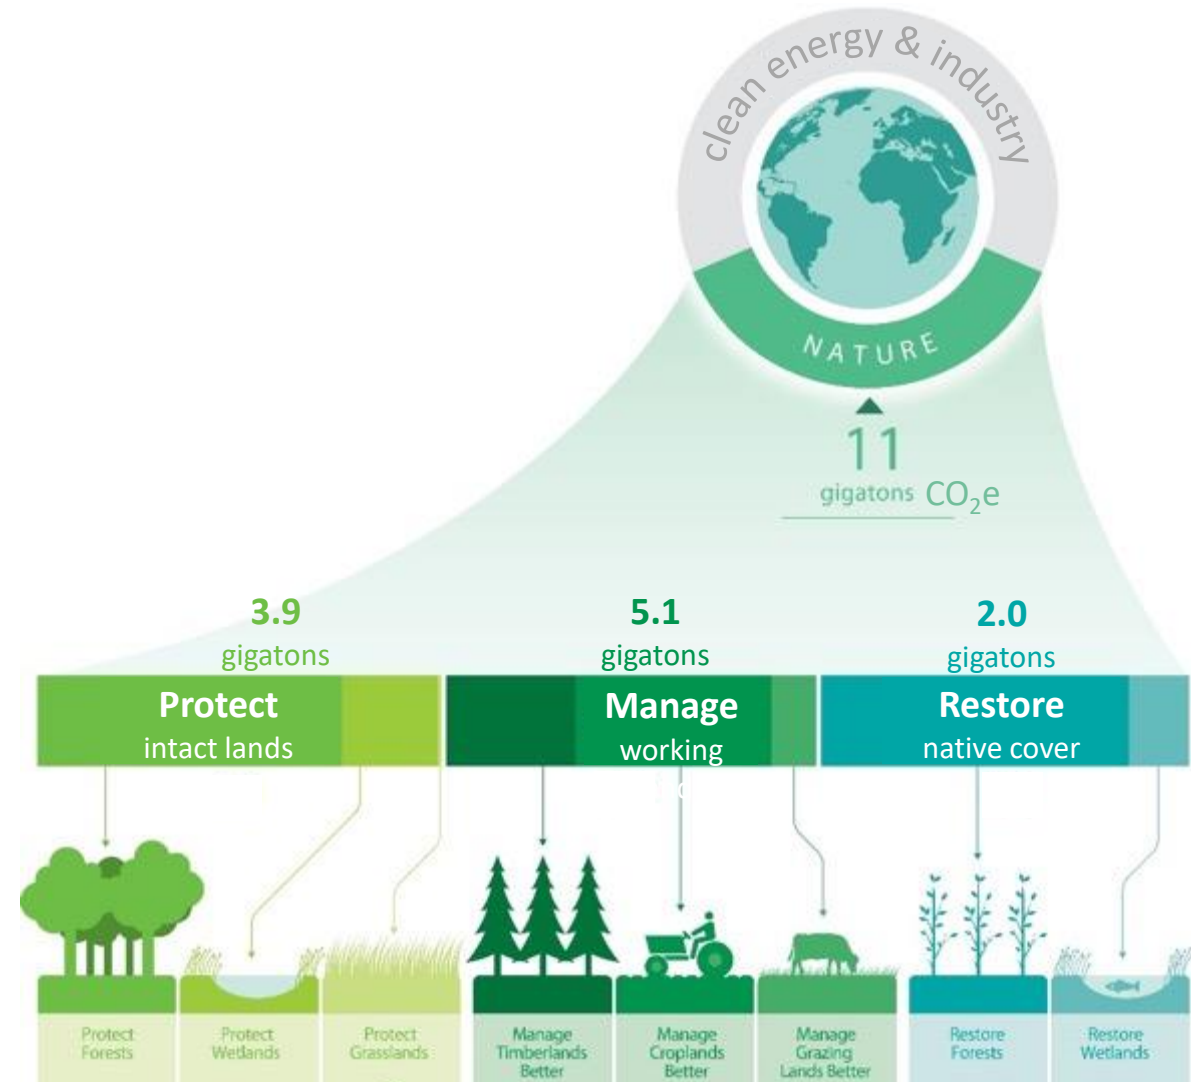 clean energy & industry
NATURE
11
gigatons CO₂e
3.9
gigatons
5.1
gigatons
2.0
gigatons
Protect
intact lands
Manage
working
Restore
native cover
Protect
Forests
Protect
Wetlands
Protect
Grasslands
Manage
Timberlands
Better
Manage
Croplands
Better
Manage
Grazing
Lands Better
Restore
Forests
Restore
Wetlands